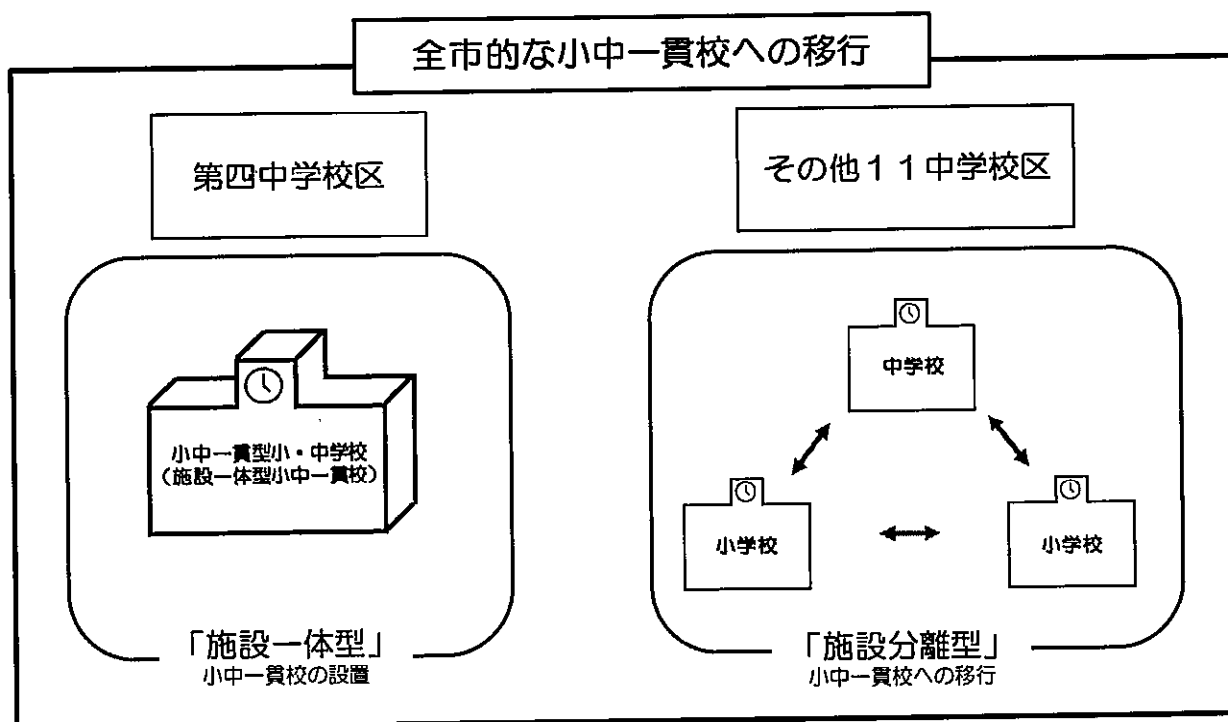 全市的な小中一貫校への移行
第四中学校区
その他１１中学校区
小中一貫型小・中学校
（施設一体型小中一貫校）
中学校
小学校
小学校
「施設一体型」
小中一貫校の設置
「施設分離型」
小中一貫校への移行